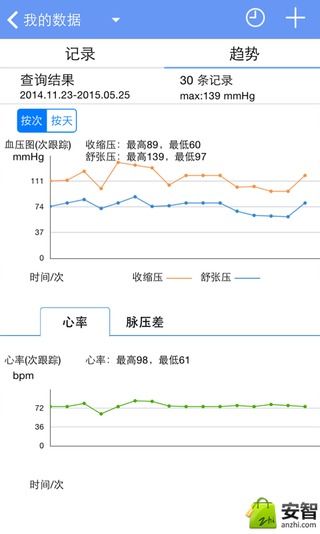 我的数据
记录 趋势
查询结果 30 条记录
2014.11.23-2015.05.25 max:139 mmHg
按次 按天
血压图(次跟踪) 收缩压: 最高89, 最低60
mmHg 舒张压: 最高139, 最低97
111
74
37
0
时间/次 收缩压 舒张压
心率 脉压差
心率(次跟踪) 心率: 最高98, 最低61
bpm
72
36
0
时间/次
zhi 安智
anzhi.com